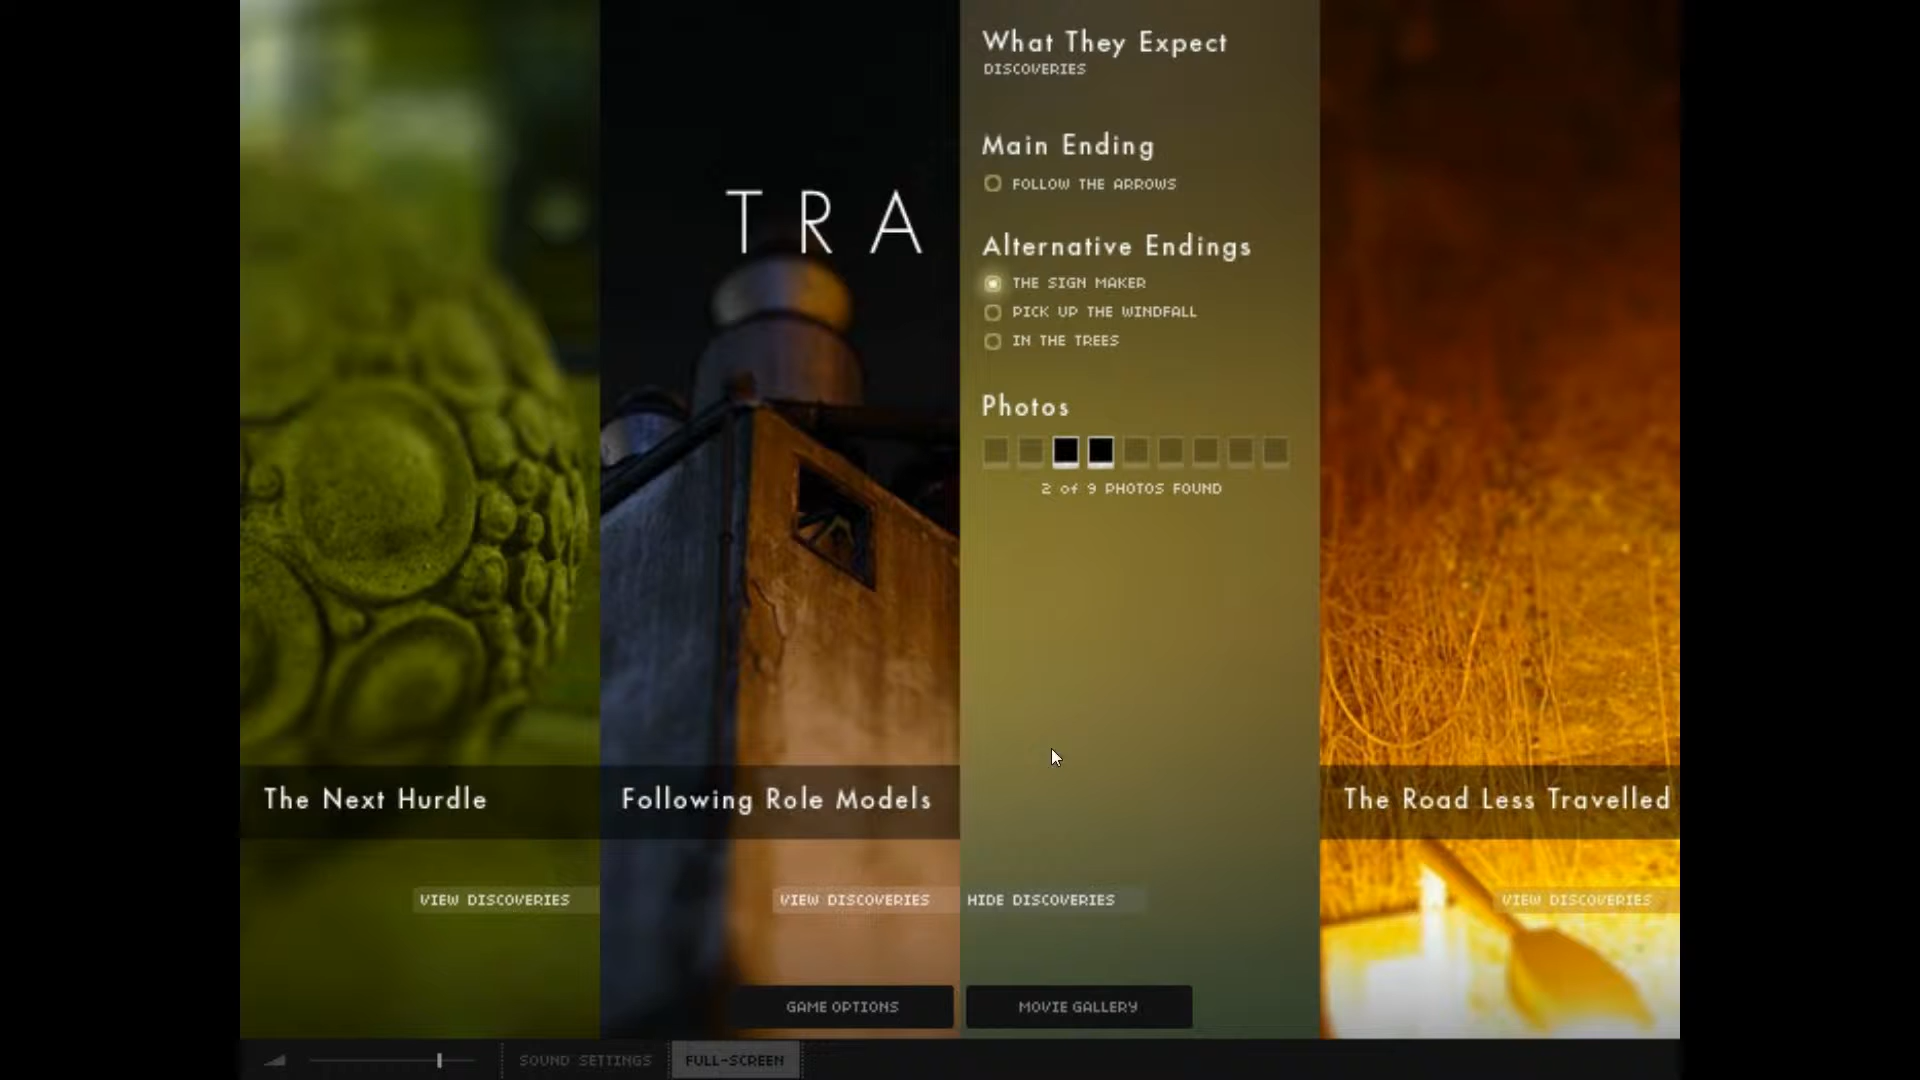 What They Expect
DISCOVERIES
Main Ending
FOLLOW THE ARROWS
TRA
Alternative Endings
THE SIGN MAKER
PICK UP THE WINDFALL
IN THE TREES
Photos
2 of 9 PHOTOS FOUND
The Next Hurdle
Following Role Models
The Road Less Travelled
VIEW DISCOVERIES
VIEW DISCOVERIES
HIDE DISCOVERIES
VIEW DISCOVERIES
GAME OPTIONS
MOVIE GALLERY
SOUND SETTINGS
FULL-SCREEN